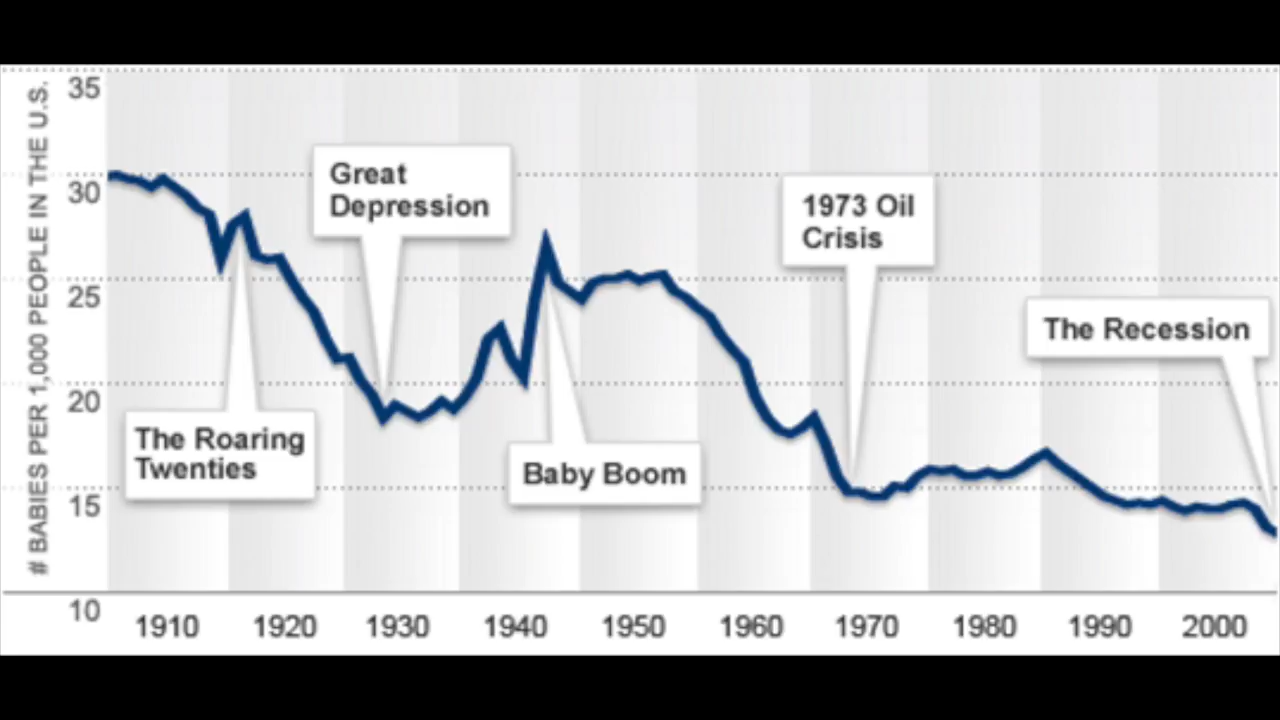 # BABIES PER 1,000 PEOPLE IN THE U.S.
35
30
25
20
15
10
Great
Depression
1973 Oil
Crisis
The Recession
The Roaring
Twenties
Baby Boom
1910 1920 1930 1940 1950 1960 1970 1980 1990 2000